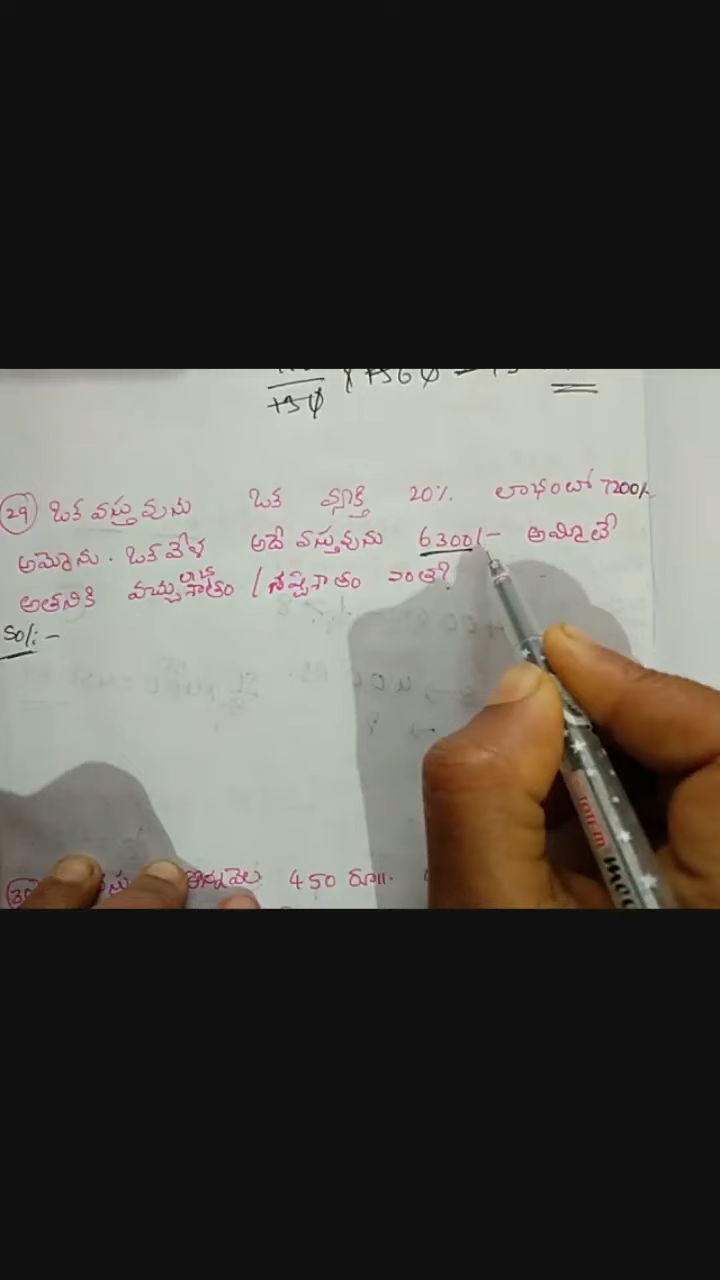 29 ఒక వస్తువును ఒక వ్యక్తి 20% లాభంలో 7200/-
అమ్మెను. ఒకవేళ అదే వస్తువును 6300/- అమ్మితే
అతనికి వచ్చు లాభ శాతం / నష్టశాతం ఎంత?
Sol:-
450 రూ॥.